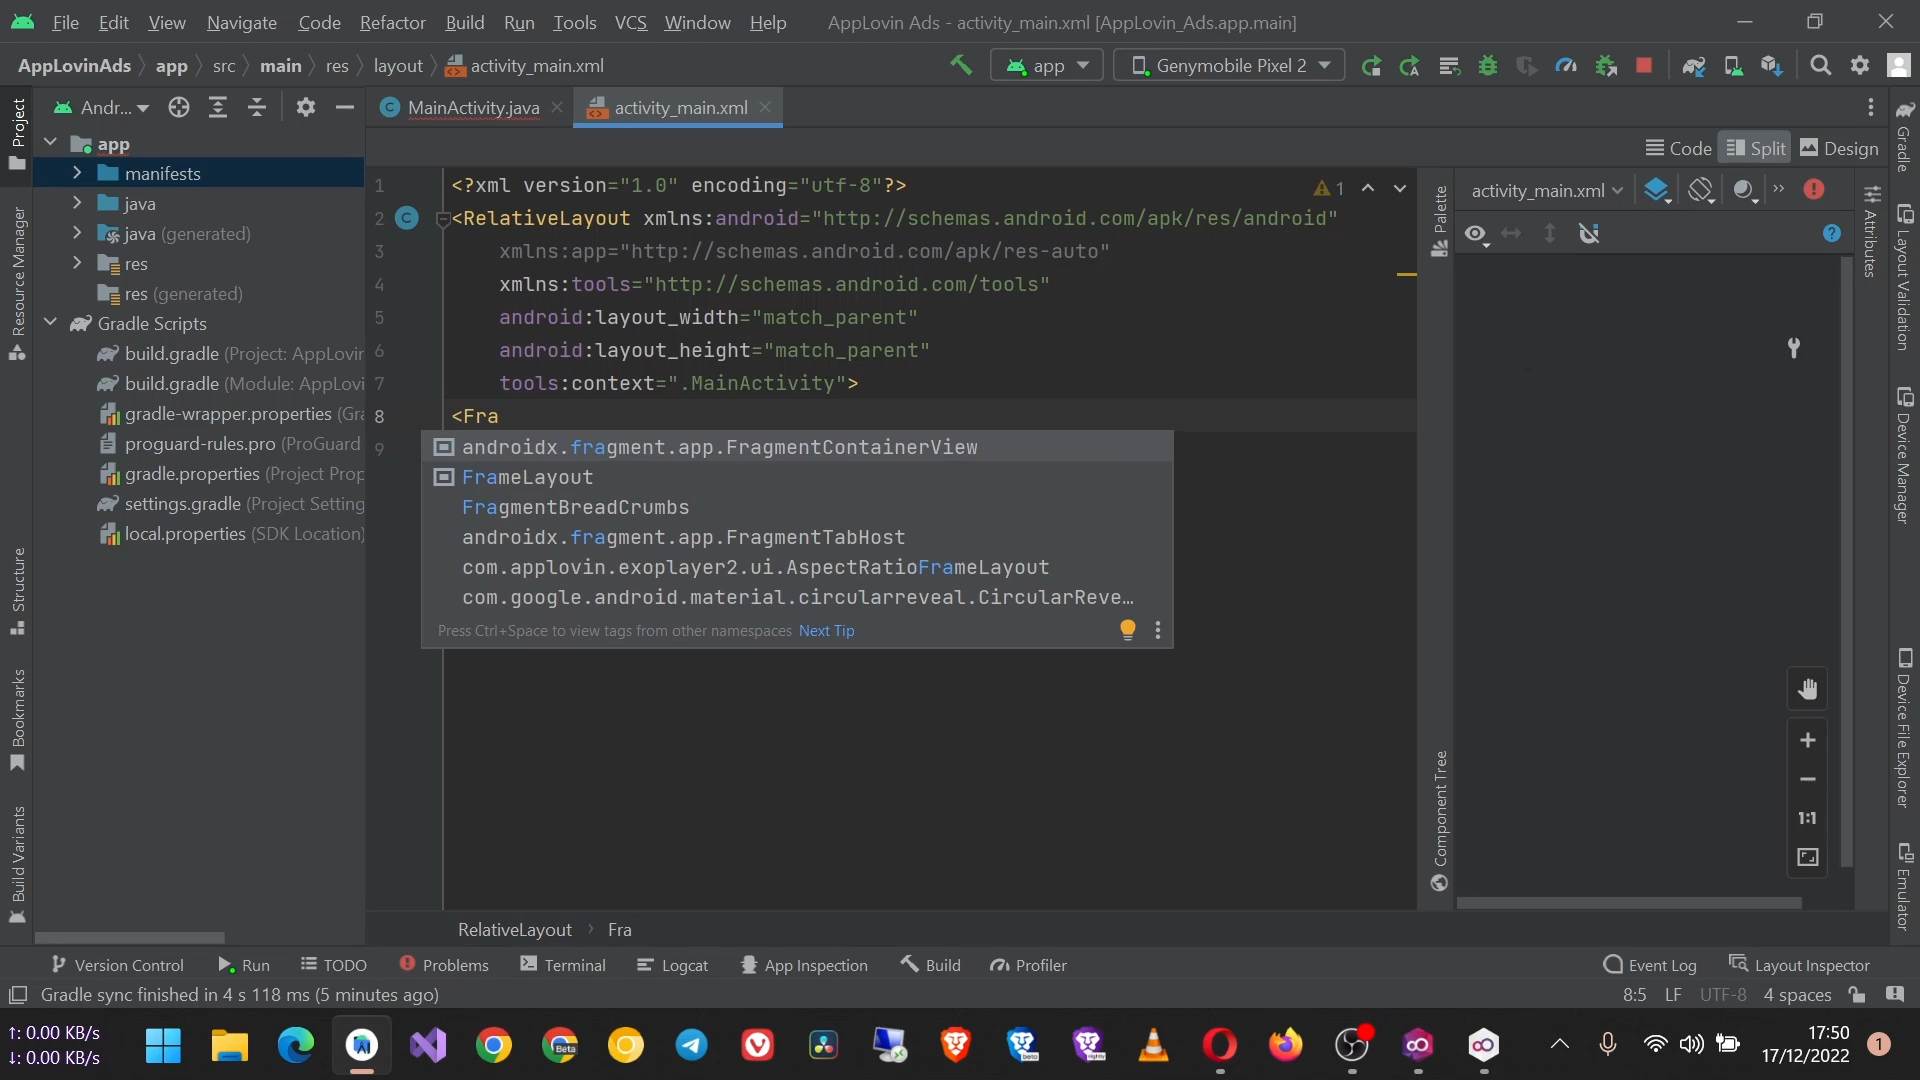 File Edit View Navigate Code Refactor Build Run Tools VCS Window Help AppLovin Ads - activity_main.xml [AppLovin_Ads.app.main]
AppLovinAds app src main res layout activity_main.xml app Genymobile Pixel 2
Andr... MainActivity.java activity_main.xml
Code Split Design
Project
Resource Manager
Structure
Bookmarks
Build Variants
app
manifests
java
java (generated)
res
res (generated)
Gradle Scripts
build.gradle (Project: AppLovin
build.gradle (Module: AppLovi
gradle-wrapper.properties (Gra
proguard-rules.pro (ProGuard
gradle.properties (Project Prop
settings.gradle (Project Setting
local.properties (SDK Location)
1 <?xml version="1.0" encoding="utf-8"?>
2 <RelativeLayout xmlns:android="http://schemas.android.com/apk/res/android"
3 xmlns:app="http://schemas.android.com/apk/res-auto"
4 xmlns:tools="http://schemas.android.com/tools"
5 android:layout_width="match_parent"
6 android:layout_height="match_parent"
7 tools:context=".MainActivity">
8 <Fra
9
1
androidx.fragment.app.FragmentContainerView
FrameLayout
FragmentBreadCrumbs
androidx.fragment.app.FragmentTabHost
com.applovin.exoplayer2.ui.AspectRatioFrameLayout
com.google.android.material.circularreveal.CircularReve...
Press Ctrl+Space to view tags from other namespaces Next Tip
Palette
Component Tree
activity_main.xml
1:1
Attributes
Gradle
Layout Validation
Device Manager
Device File Explorer
Emulator
RelativeLayout Fra
Version Control Run TODO Problems Terminal Logcat App Inspection Build Profiler Event Log Layout Inspector
Gradle sync finished in 4 s 118 ms (5 minutes ago) 8:5 LF UTF-8 4 spaces
↑: 0.00 KB/s
↓: 0.00 KB/s
Beta
beta
nightly
17:50
17/12/2022
1